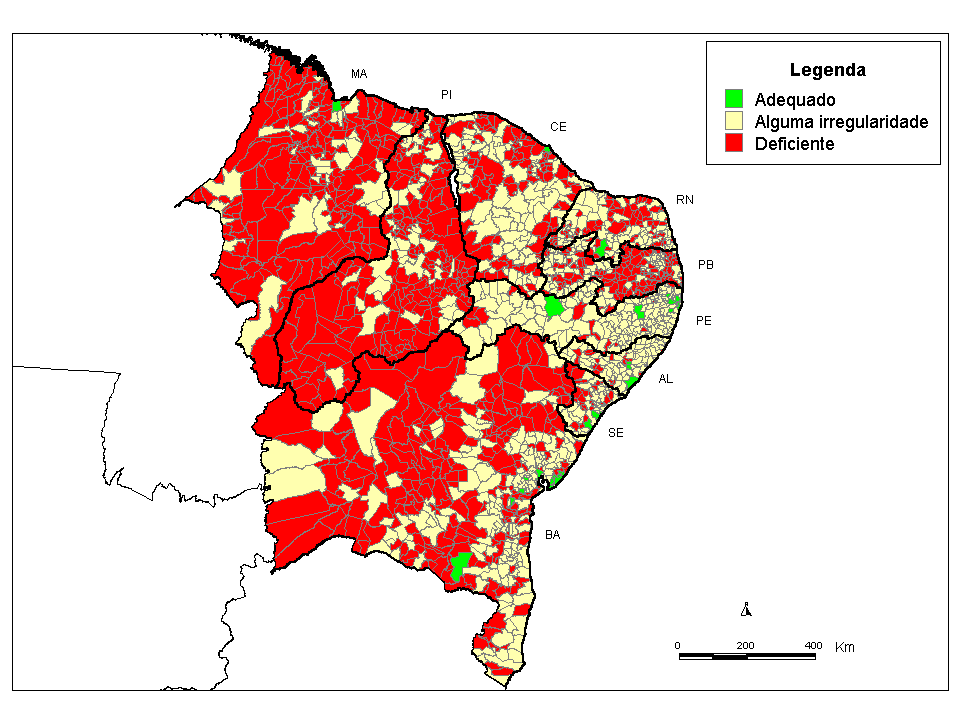 Legenda
Adequado
Alguma irregularidade
Deficiente
MA
PI
CE
RN
PB
PE
AL
SE
BA
0 200 400 Km